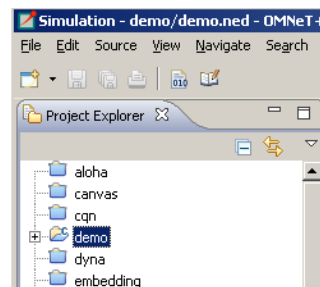 Simulation - demo/demo.ned - OMNeT+
File Edit Source View Navigate Search
010
Project Explorer
aloha
canvas
cqn
demo
dyna
embedding